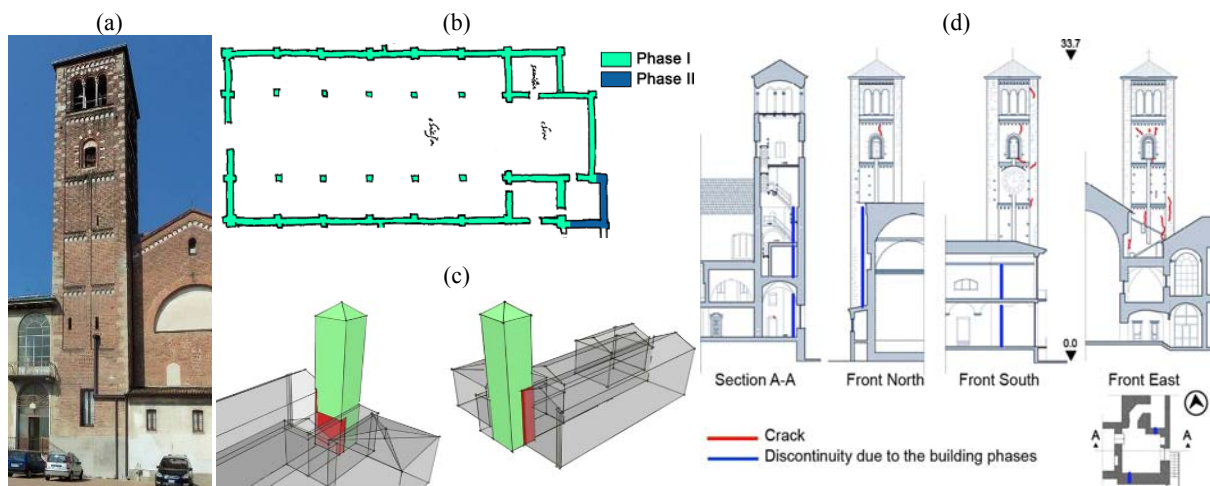 (a)
(b)
Phase I
Phase II
(c)
(d)
33.7
0.0
Section A-A
Front North
Front South
Front East
A
A
Crack
Discontinuity due to the building phases